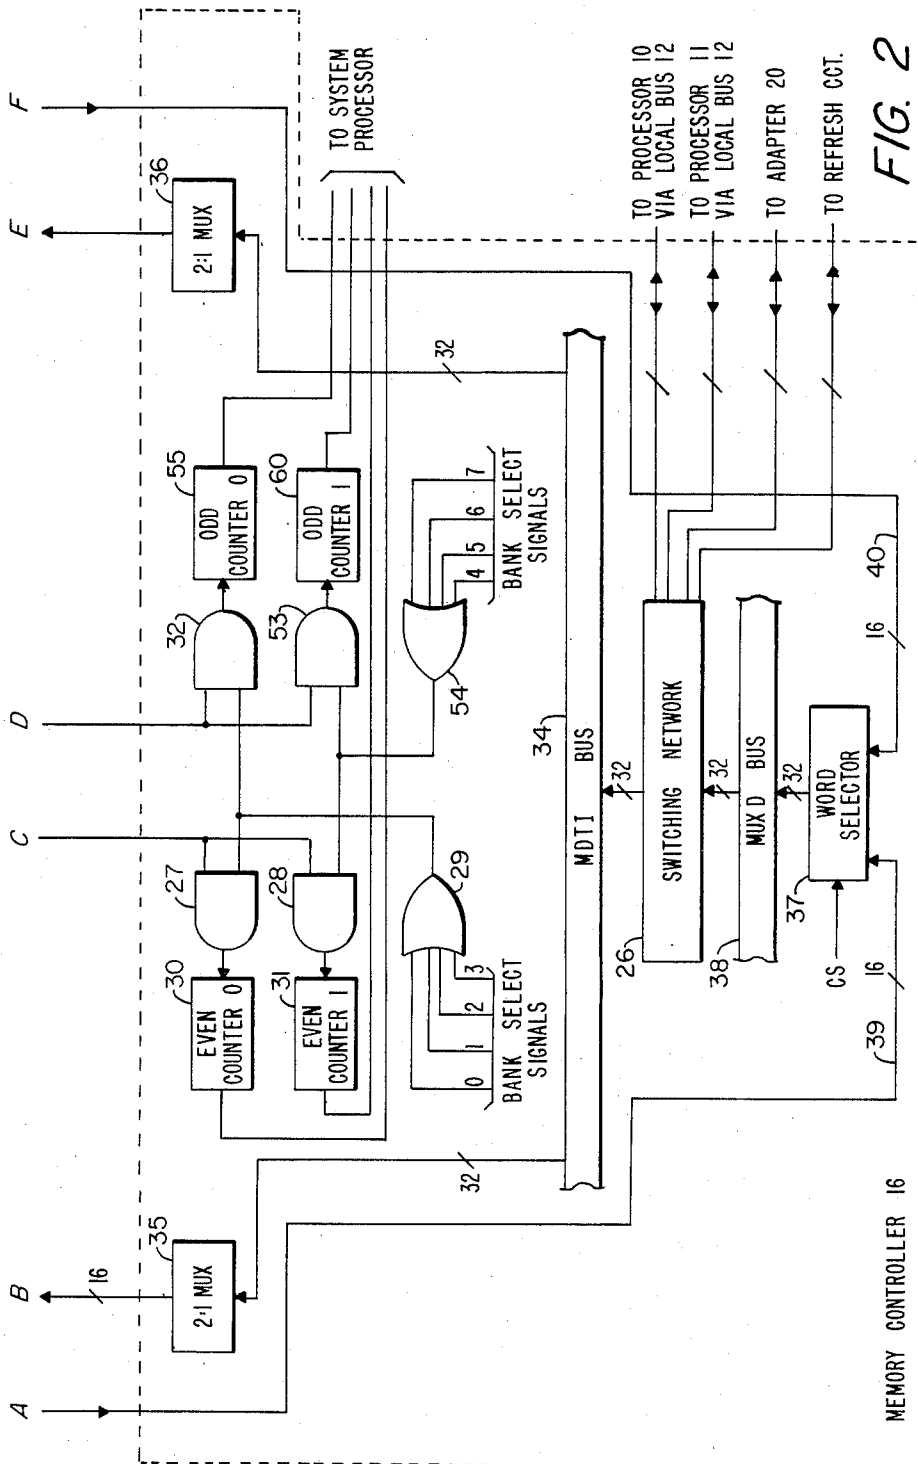 A
B
C
D
E
F
16
35
2:1 MUX
36
2:1 MUX
30
EVEN
COUNTER 0
27
32
55
ODD
COUNTER 0
31
EVEN
COUNTER 1
28
53
60
ODD
COUNTER 1
TO SYSTEM
PROCESSOR
29
0 1 2 3
BANK SELECT
SIGNALS
54
4 5 6 7
BANK SELECT
SIGNALS
32
32
34
MDTI BUS
32
26
SWITCHING NETWORK
32
38
MUX D BUS
32
37
WORD
SELECTOR
CS
16
39
16
40
TO PROCESSOR 10
VIA LOCAL BUS 12
TO PROCESSOR 11
VIA LOCAL BUS 12
TO ADAPTER 20
TO REFRESH CCT.
MEMORY CONTROLLER 16
FIG. 2